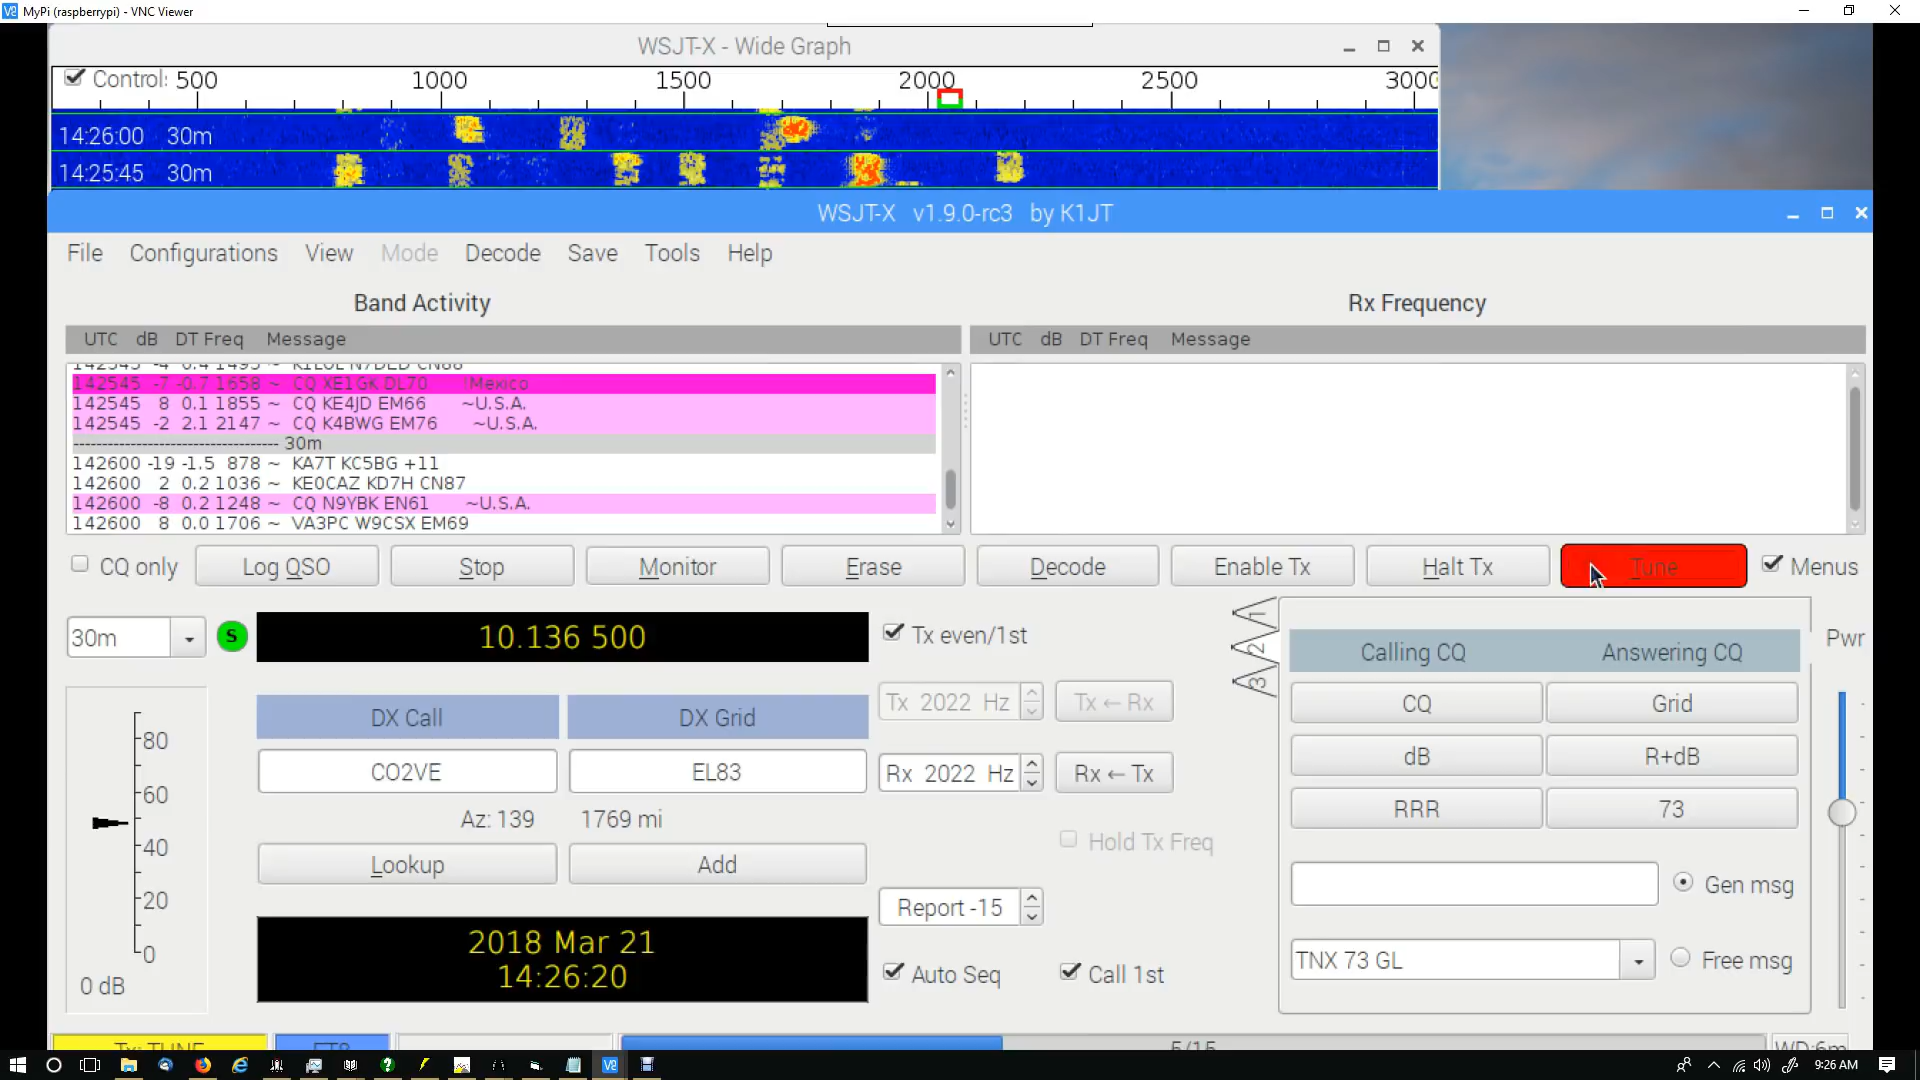 MyPi (raspberrypi) - VNC Viewer
WSJT-X - Wide Graph
Control: 500 1000 1500 2000 2500 3000
14:26:00 30m
14:25:45 30m
WSJT-X v1.9.0-rc3 by K1JT
File Configurations View Mode Decode Save Tools Help
Band Activity Rx Frequency
UTC dB DT Freq Message UTC dB DT Freq Message
142545 -7 -0.7 1658 ~ CQ XE1GK DL70 !Mexico
142545 8 0.1 1855 ~ CQ KE4JD EM66 ~U.S.A.
142545 -2 2.1 2147 ~ CQ K4BWG EM76 ~U.S.A.
------------------------------------ 30m
142600 -19 -1.5 878 ~ KA7T KC5BG +11
142600 2 0.2 1036 ~ KE0CAZ KD7H CN87
142600 -8 0.2 1248 ~ CQ N9YBK EN61 ~U.S.A.
142600 8 0.0 1706 ~ VA3PC W9CSX EM69
CQ only Log QSO Stop Monitor Erase Decode Enable Tx Halt Tx Tune Menus
30m S 10.136 500 Tx even/1st 1 2 3 Pwr
Calling CQ Answering CQ
DX Call DX Grid Tx 2022 Hz Tx ← Rx CQ Grid
CO2VE EL83 Rx 2022 Hz Rx ← Tx dB R+dB
80
60
40
20
0
0 dB
Az: 139 1769 mi RRR 73
Hold Tx Freq
Lookup Add
Gen msg
Report -15
2018 Mar 21
14:26:20
TNX 73 GL Free msg
Auto Seq Call 1st
Tx: TUNE FT8 5/15 WD:6m
9:26 AM